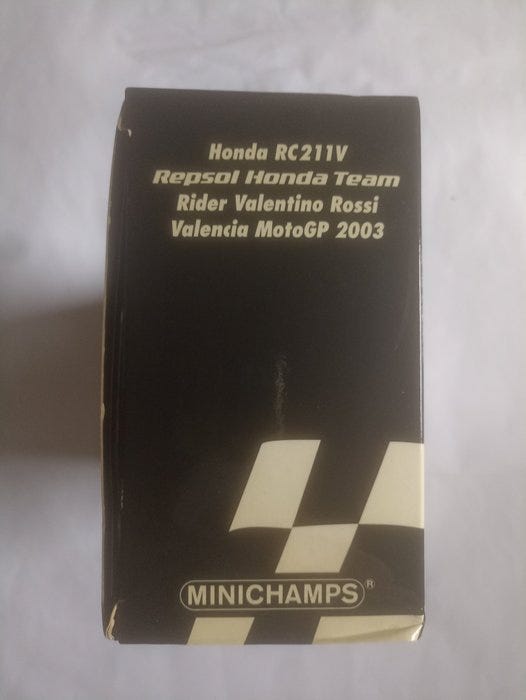 Honda RC211V
Repsol Honda Team
Rider Valentino Rossi
Valencia MotoGP 2003
MINICHAMPS®